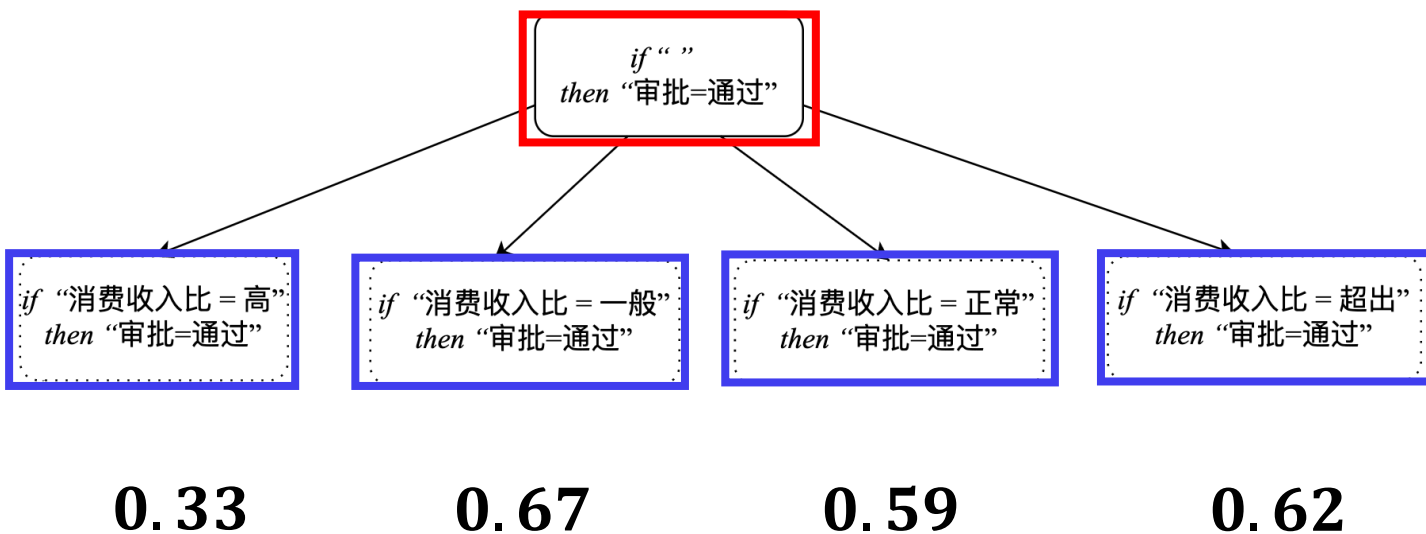 if “ ”
then “审批=通过”
if “消费收入比 = 高”
then “审批=通过”
if “消费收入比 = 一般”
then “审批=通过”
if “消费收入比 = 正常”
then “审批=通过”
if “消费收入比 = 超出”
then “审批=通过”
0.33
0.67
0.59
0.62